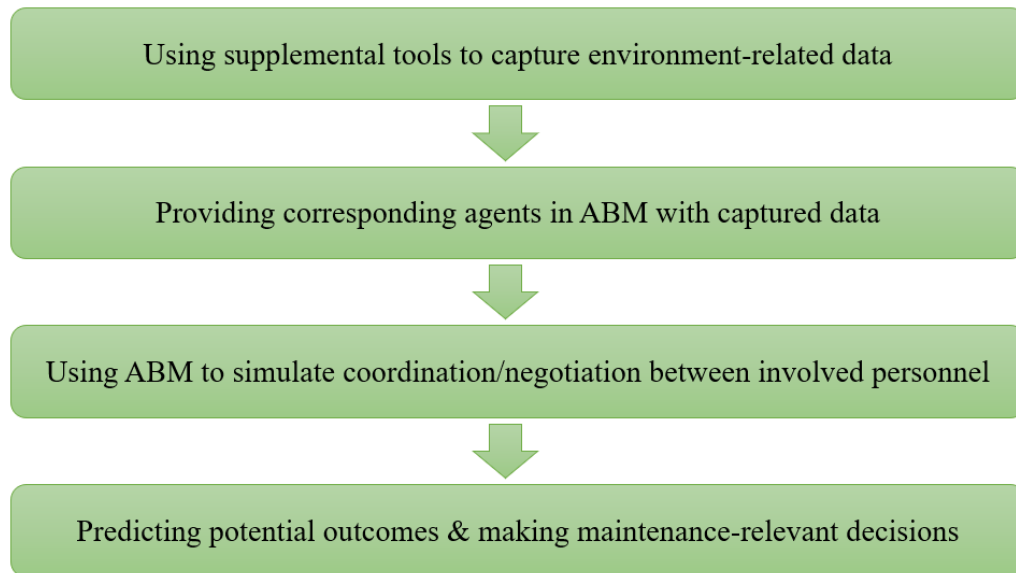 Using supplemental tools to capture environment-related data
Providing corresponding agents in ABM with captured data
Using ABM to simulate coordination/negotiation between involved personnel
Predicting potential outcomes & making maintenance-relevant decisions